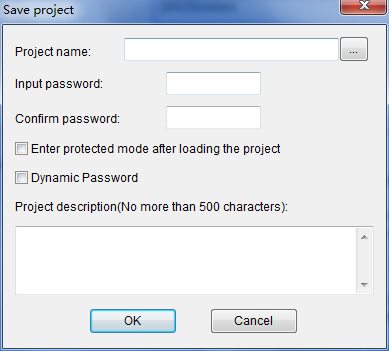 Save project
Project name:
...
Input password:
Confirm password:
Enter protected mode after loading the project
Dynamic Password
Project description(No more than 500 characters):
OK Cancel